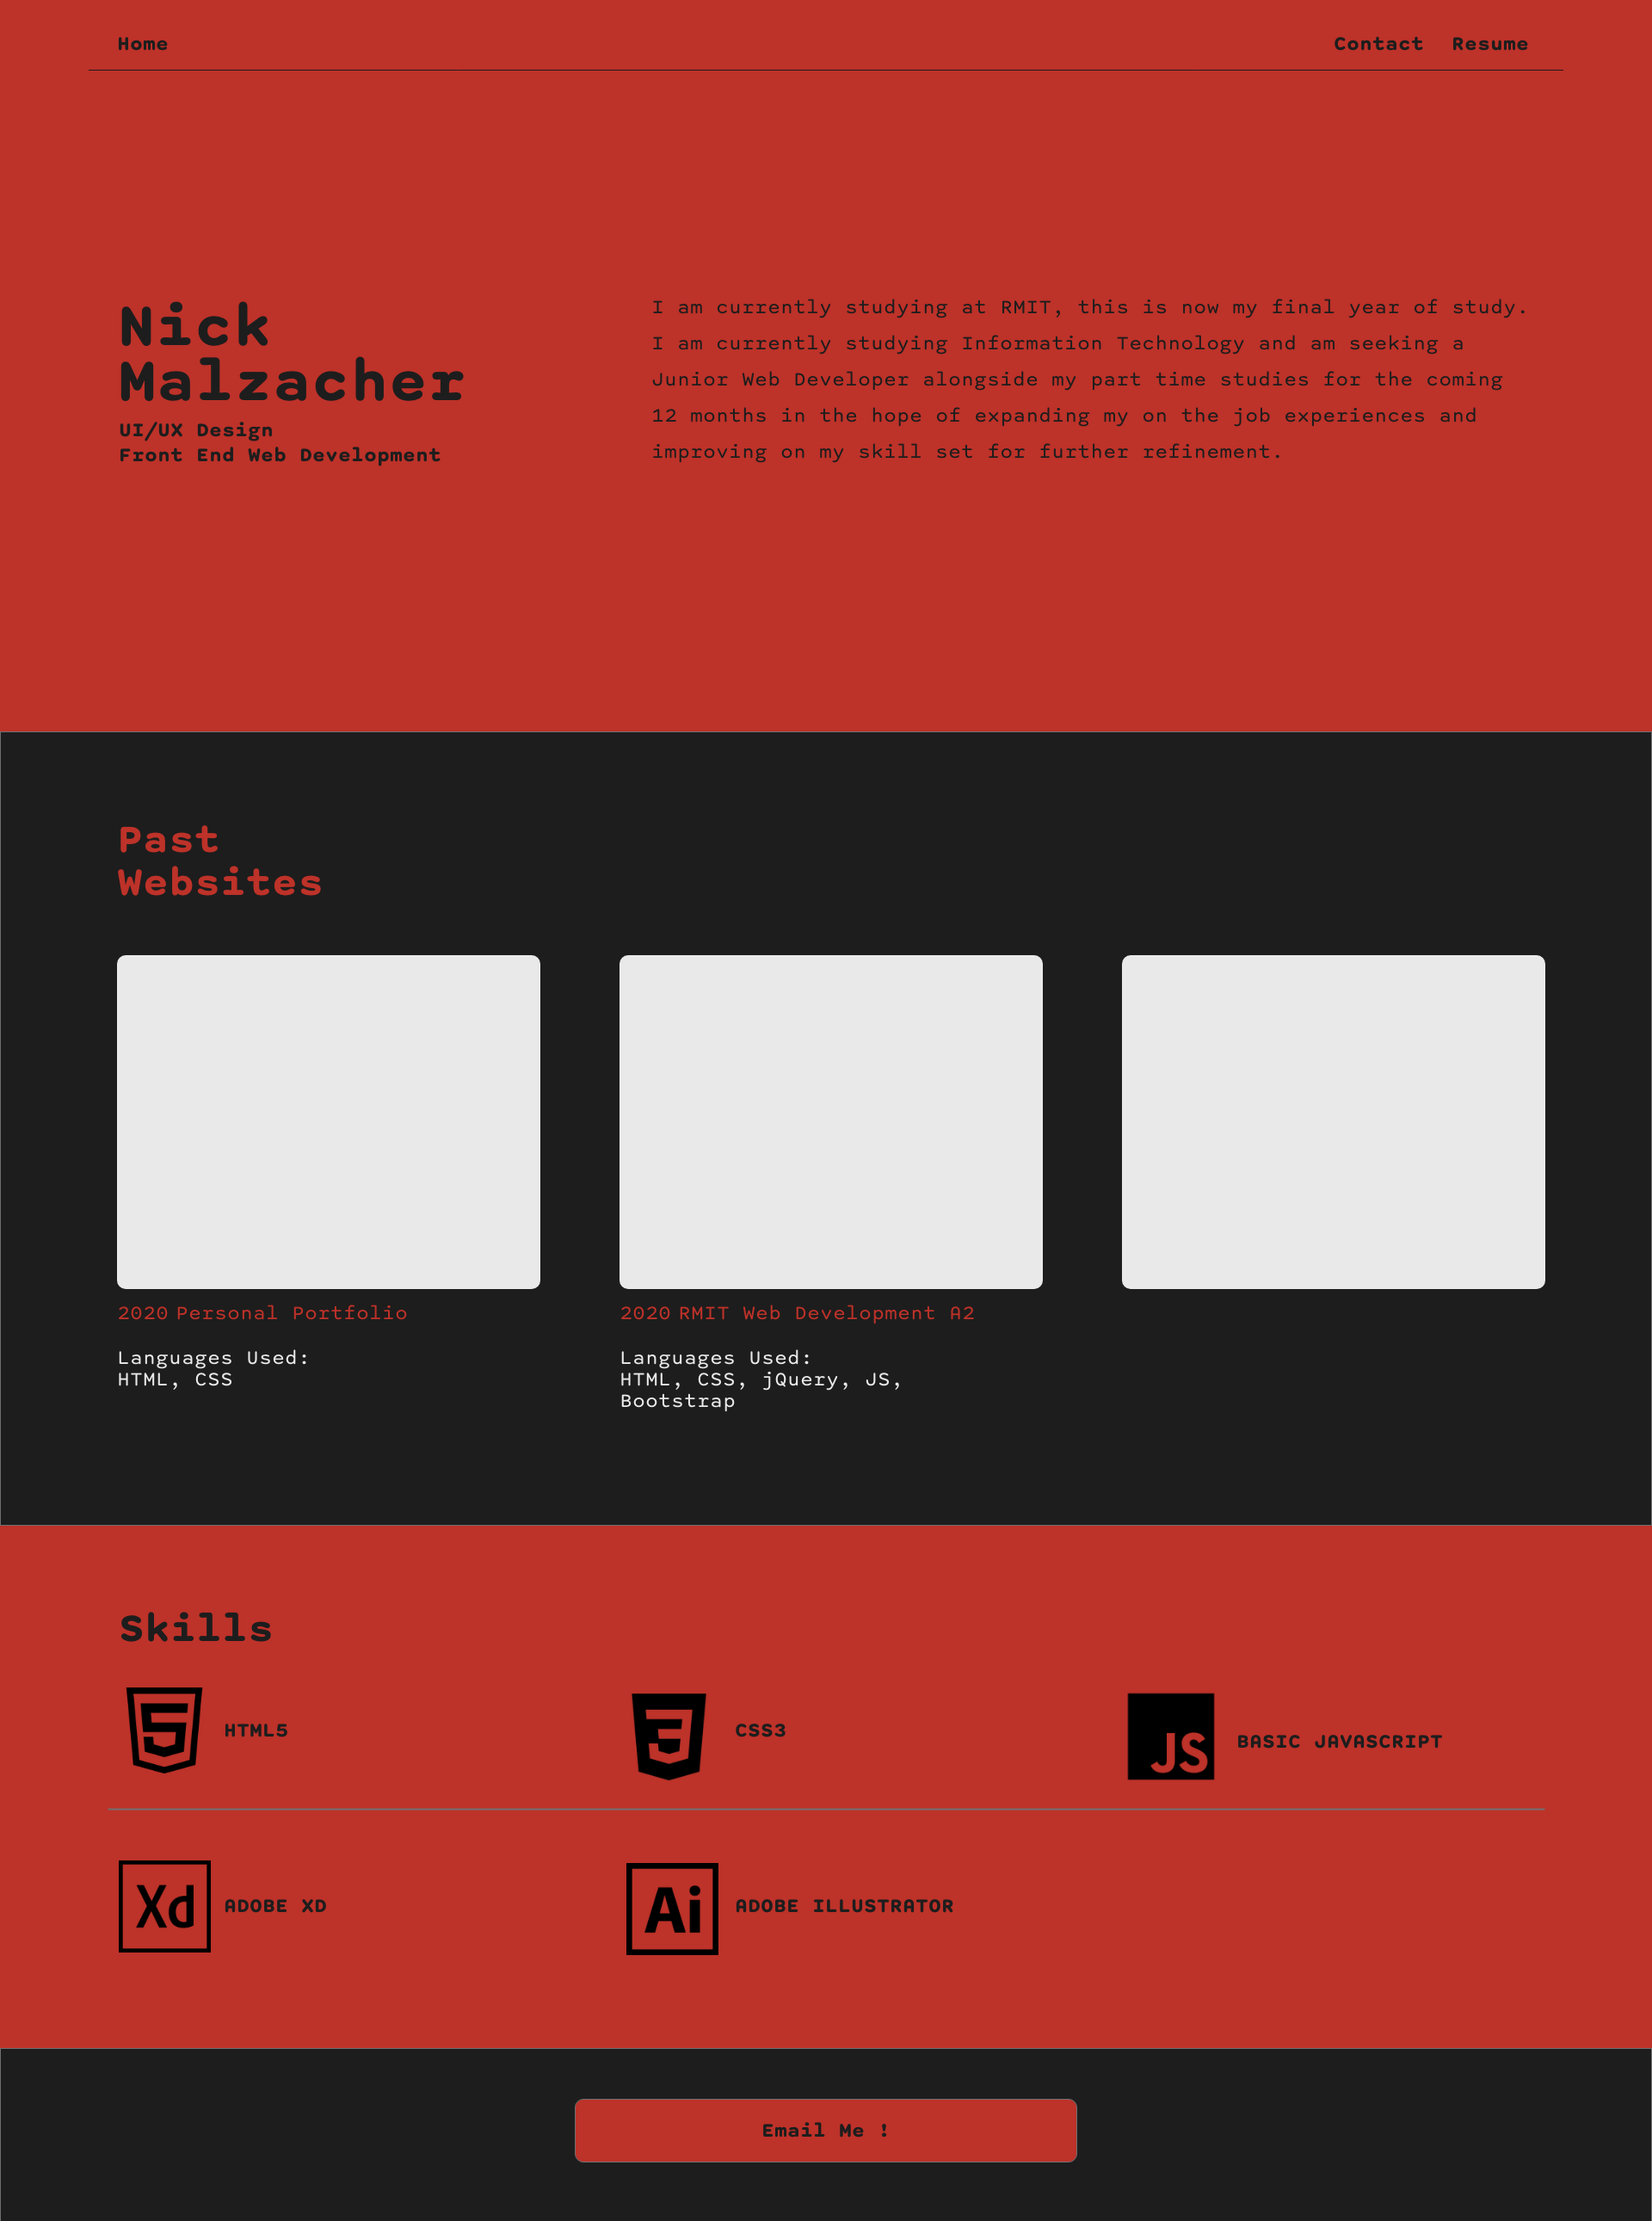 Home
Contact
Resume
Nick
Malzacher
UI/UX Design
Front End Web Development
I am currently studying at RMIT, this is now my final year of study.
I am currently studying Information Technology and am seeking a
Junior Web Developer alongside my part time studies for the coming
12 months in the hope of expanding my on the job experiences and
improving on my skill set for further refinement.
Past
Websites
2020 Personal Portfolio
Languages Used:
HTML, CSS
2020 RMIT Web Development A2
Languages Used:
HTML, CSS, jQuery, JS,
Bootstrap
Skills
5
HTML5
3
CSS3
JS
BASIC JAVASCRIPT
Xd
ADOBE XD
Ai
ADOBE ILLUSTRATOR
Email Me !